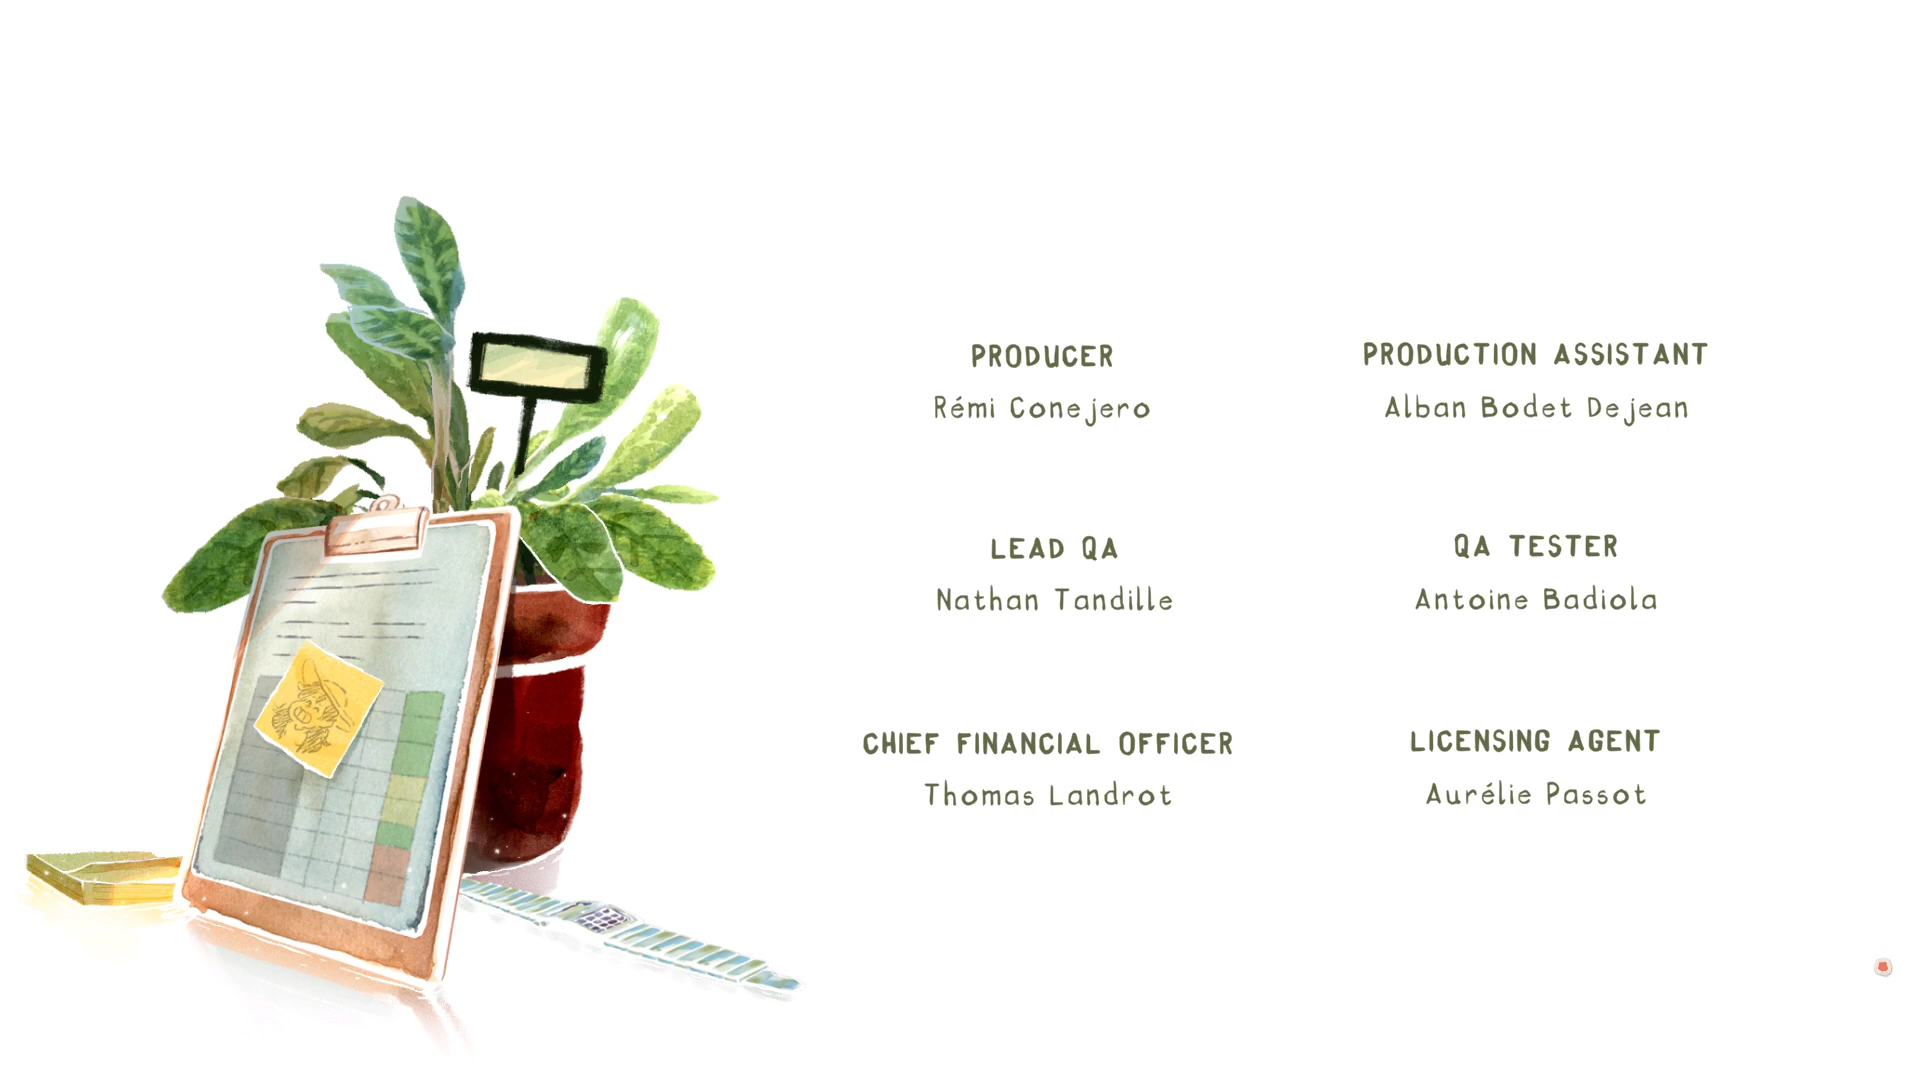 PRODUCER
Rémi Conejero
PRODUCTION ASSISTANT
Alban Bodet Dejean
LEAD QA
Nathan Tandille
QA TESTER
Antoine Badiola
CHIEF FINANCIAL OFFICER
Thomas Landrot
LICENSING AGENT
Aurélie Passot